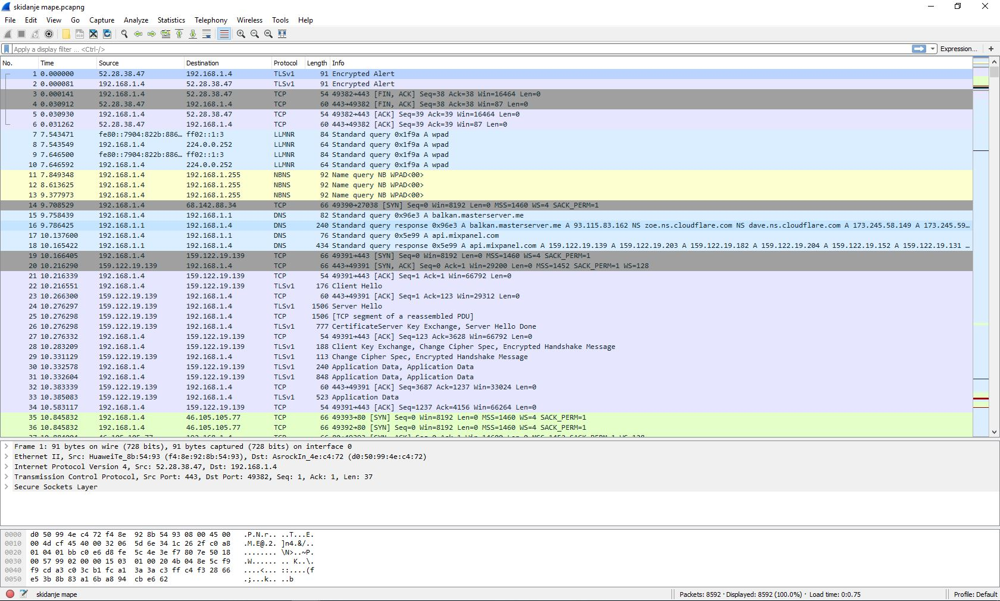 skidanje mape.pcapng
File Edit View Go Capture Analyze Statistics Telephony Wireless Tools Help
Apply a display filter ... <Ctrl-/> Expression... +
No. Time Source Destination Protocol Length Info
1 0.000000 52.28.38.47 192.168.1.4 TLSv1 91 Encrypted Alert
2 0.000081 192.168.1.4 52.28.38.47 TLSv1 91 Encrypted Alert
3 0.000141 192.168.1.4 52.28.38.47 TCP 54 49382→443 [FIN, ACK] Seq=38 Ack=38 Win=16464 Len=0
4 0.030912 52.28.38.47 192.168.1.4 TCP 60 443→49382 [FIN, ACK] Seq=38 Ack=38 Win=87 Len=0
5 0.030930 192.168.1.4 52.28.38.47 TCP 54 49382→443 [ACK] Seq=39 Ack=39 Win=16464 Len=0
6 0.031262 52.28.38.47 192.168.1.4 TCP 60 443→49382 [ACK] Seq=39 Ack=39 Win=87 Len=0
7 7.543471 fe80::7904:822b:886… ff02::1:3 LLMNR 84 Standard query 0x1f9a A wpad
8 7.543549 192.168.1.4 224.0.0.252 LLMNR 64 Standard query 0x1f9a A wpad
9 7.646500 fe80::7904:822b:886… ff02::1:3 LLMNR 84 Standard query 0x1f9a A wpad
10 7.646592 192.168.1.4 224.0.0.252 LLMNR 64 Standard query 0x1f9a A wpad
11 7.849348 192.168.1.4 192.168.1.255 NBNS 92 Name query NB WPAD<00>
12 8.613625 192.168.1.4 192.168.1.255 NBNS 92 Name query NB WPAD<00>
13 9.377973 192.168.1.4 192.168.1.255 NBNS 92 Name query NB WPAD<00>
14 9.708529 192.168.1.4 68.142.88.34 TCP 66 49390→27038 [SYN] Seq=0 Win=8192 Len=0 MSS=1460 WS=4 SACK_PERM=1
15 9.758439 192.168.1.4 192.168.1.1 DNS 82 Standard query 0x96e3 A balkan.masterserver.me
16 9.786425 192.168.1.1 192.168.1.4 DNS 240 Standard query response 0x96e3 A balkan.masterserver.me A 93.115.83.162 NS zoe.ns.cloudflare.com NS dave.ns.cloudflare.com A 173.245.58.149 A 173.245.59…
17 10.137600 192.168.1.4 192.168.1.1 DNS 76 Standard query 0x5e99 A api.mixpanel.com
18 10.165422 192.168.1.1 192.168.1.4 DNS 434 Standard query response 0x5e99 A api.mixpanel.com A 159.122.19.139 A 159.122.19.203 A 159.122.19.182 A 159.122.19.204 A 159.122.19.152 A 159.122.19.131 …
19 10.166405 192.168.1.4 159.122.19.139 TCP 66 49391→443 [SYN] Seq=0 Win=8192 Len=0 MSS=1460 WS=4 SACK_PERM=1
20 10.216290 159.122.19.139 192.168.1.4 TCP 66 443→49391 [SYN, ACK] Seq=0 Ack=1 Win=29200 Len=0 MSS=1452 SACK_PERM=1 WS=128
21 10.216339 192.168.1.4 159.122.19.139 TCP 54 49391→443 [ACK] Seq=1 Ack=1 Win=66792 Len=0
22 10.216551 192.168.1.4 159.122.19.139 TLSv1 176 Client Hello
23 10.266300 159.122.19.139 192.168.1.4 TCP 60 443→49391 [ACK] Seq=1 Ack=123 Win=29312 Len=0
24 10.276297 159.122.19.139 192.168.1.4 TLSv1 1506 Server Hello
25 10.276298 159.122.19.139 192.168.1.4 TCP 1506 [TCP segment of a reassembled PDU]
26 10.276298 159.122.19.139 192.168.1.4 TLSv1 777 CertificateServer Key Exchange, Server Hello Done
27 10.276332 192.168.1.4 159.122.19.139 TCP 54 49391→443 [ACK] Seq=123 Ack=3628 Win=66792 Len=0
28 10.283209 192.168.1.4 159.122.19.139 TLSv1 188 Client Key Exchange, Change Cipher Spec, Encrypted Handshake Message
29 10.331129 159.122.19.139 192.168.1.4 TLSv1 113 Change Cipher Spec, Encrypted Handshake Message
30 10.332578 192.168.1.4 159.122.19.139 TLSv1 240 Application Data, Application Data
31 10.332604 192.168.1.4 159.122.19.139 TLSv1 848 Application Data, Application Data
32 10.383339 159.122.19.139 192.168.1.4 TCP 60 443→49391 [ACK] Seq=3687 Ack=1237 Win=33024 Len=0
33 10.385083 159.122.19.139 192.168.1.4 TLSv1 523 Application Data
34 10.583117 192.168.1.4 159.122.19.139 TCP 54 49391→443 [ACK] Seq=1237 Ack=4156 Win=66264 Len=0
35 10.845832 192.168.1.4 46.105.105.77 TCP 66 49393→80 [SYN] Seq=0 Win=8192 Len=0 MSS=1460 WS=4 SACK_PERM=1
36 10.845832 192.168.1.4 46.105.105.77 TCP 66 49392→80 [SYN] Seq=0 Win=8192 Len=0 MSS=1460 WS=4 SACK_PERM=1
Frame 1: 91 bytes on wire (728 bits), 91 bytes captured (728 bits) on interface 0
Ethernet II, Src: HuaweiTe_8b:54:93 (f4:8e:92:8b:54:93), Dst: AsrockIn_4e:c4:72 (d0:50:99:4e:c4:72)
Internet Protocol Version 4, Src: 52.28.38.47, Dst: 192.168.1.4
Transmission Control Protocol, Src Port: 443, Dst Port: 49382, Seq: 1, Ack: 1, Len: 37
Secure Sockets Layer
0000 d0 50 99 4e c4 72 f4 8e 92 8b 54 93 08 00 45 00 .P.N.r.. ..T...E.
0010 00 4d cf 45 40 00 32 06 5d 6e 34 1c 26 2f c0 a8 .M.E@.2. ]n4.&/..
0020 01 04 01 bb c0 e6 d8 fe 5c 4e 3e f7 80 7e 50 18 ........ \N>..~P.
0030 00 57 99 02 00 00 15 03 01 00 20 4b 04 8e 5c f9 .W...... .. K..\.
0040 f9 cd a3 c0 3c b1 fc a1 3a 3a c3 ff c4 f3 28 66 ....<... ::....(f
0050 e5 3b 8b 83 a1 6b a8 94 cb e6 62 .;...k.. ..b
skidanje mape Packets: 8592 · Displayed: 8592 (100.0%) · Load time: 0:0.75 Profile: Default